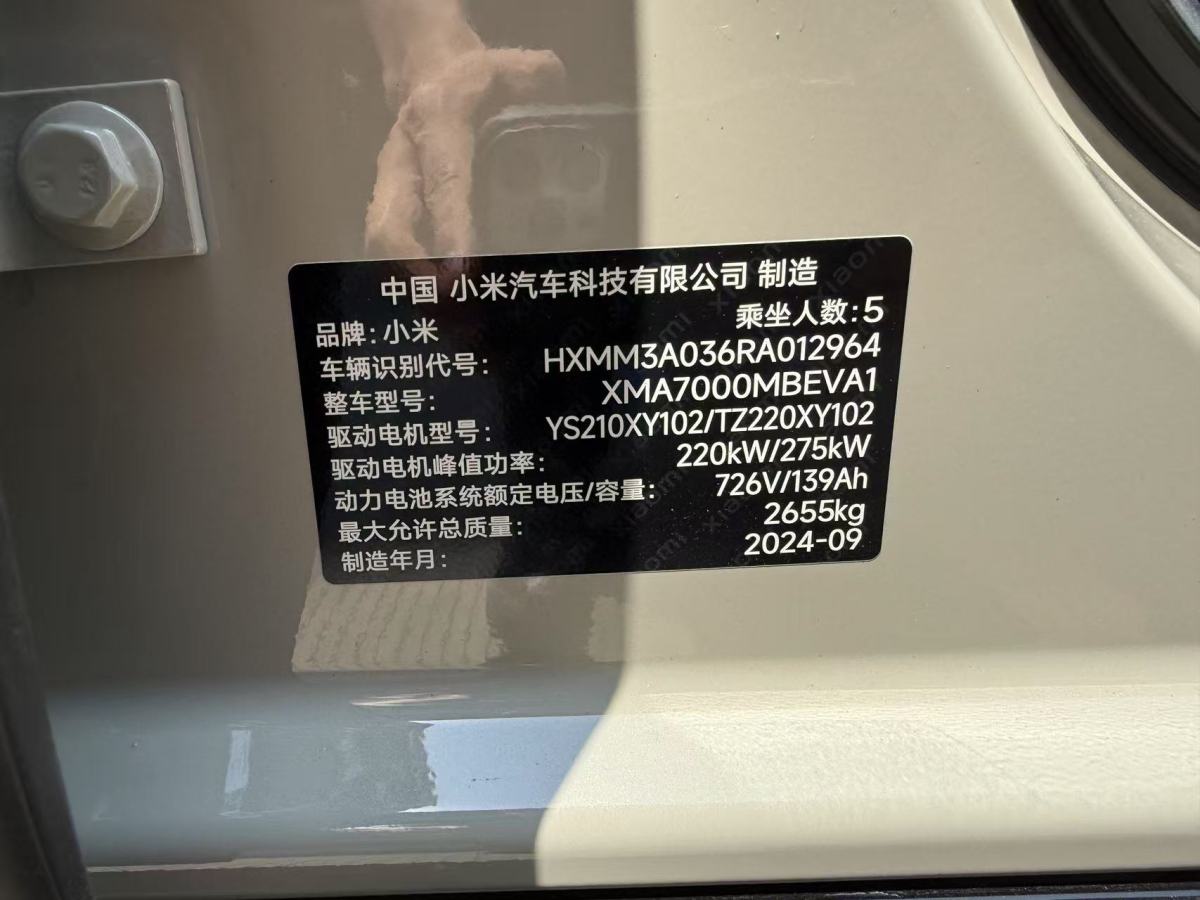 中国 小米汽车科技有限公司 制造
品牌：小米 乘坐人数：5
车辆识别代号： HXMM3A036RA012964
整车型号： XMA7000MBEVA1
驱动电机型号： YS210XY102/TZ220XY102
驱动电机峰值功率： 220kW/275kW
动力电池系统额定电压/容量： 726V/139Ah
最大允许总质量： 2655kg
制造年月： 2024-09